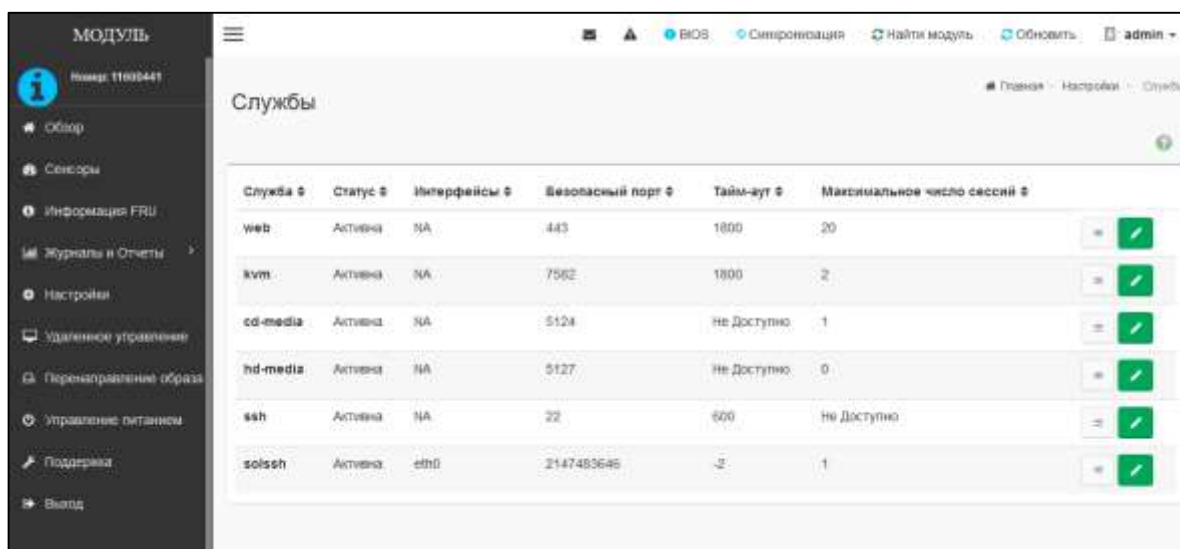 МОДУЛЬ
BIOS Синхронизация Найти модуль Обновить admin
Номер: 11600441
Главная - Настройки - Службы
Службы
Обзор
Сенсоры
Информация FRU
Журналы и Отчеты
Настройки
Удаленное управление
Перенаправление образа
Управление питанием
Поддержка
Выход
Служба Статус Интерфейсы Безопасный порт Тайм-аут Максимальное число сессий
web Активна NA 443 1800 20
kvm Активна NA 7582 1800 2
cd-media Активна NA 5124 Не Доступно 1
hd-media Активна NA 5127 Не Доступно 0
ssh Активна NA 22 600 Не Доступно
solssh Активна eth0 2147483646 -2 1